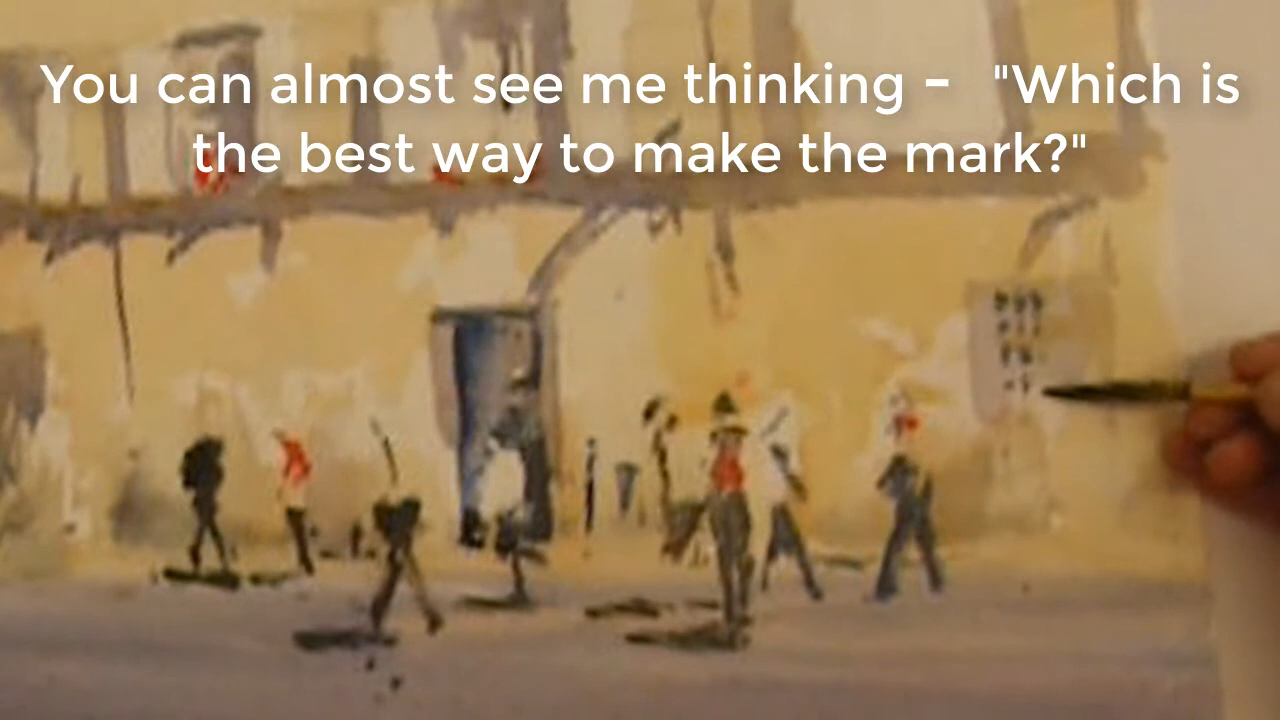 You can almost see me thinking - "Which is
the best way to make the mark?"